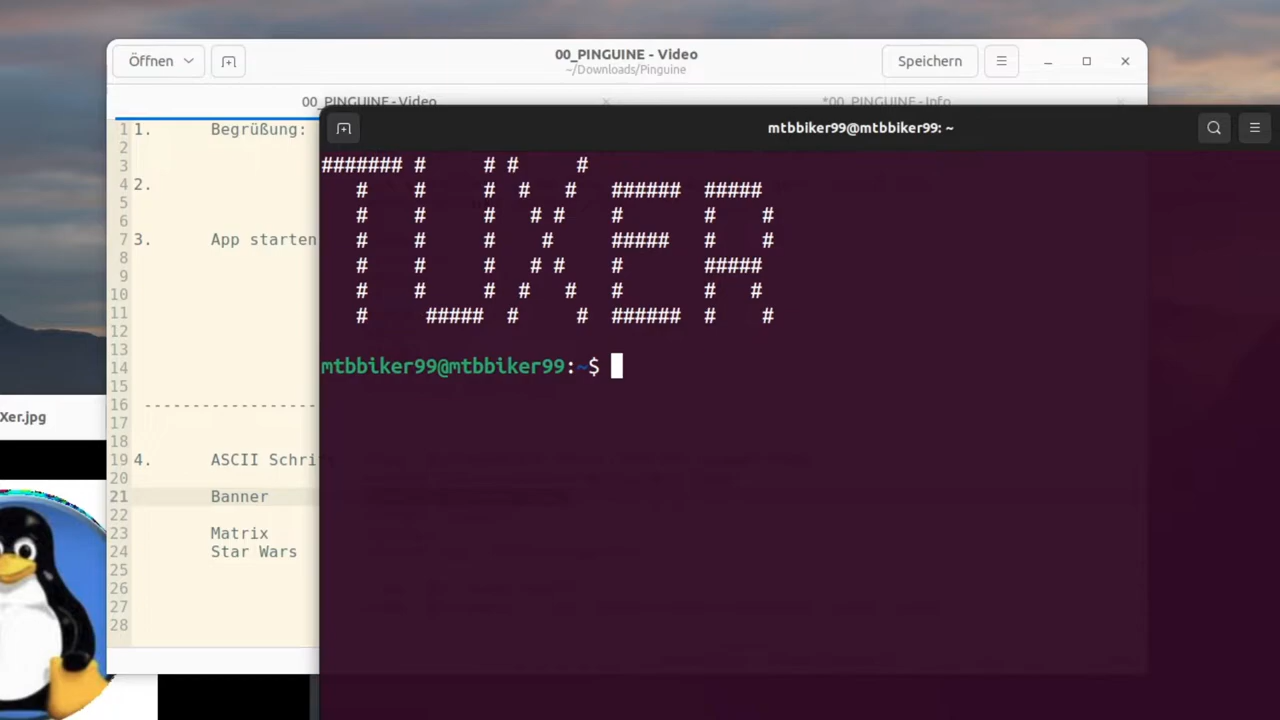 Öffnen
00_PINGUINE - Video
~/Downloads/Pinguine
Speichern
00_PINGUINE - Video
*00_PINGUINE - Info
mtbbiker99@mtbbiker99: ~
1 1. Begrüßung:
2
3
4 2.
5
6
7 3. App starten
8
9
10
11
12
13
14
15
16 -------------------
17
18
19 4. ASCII Schri
20
21 Banner
22
23 Matrix
24 Star Wars
25
26
27
28
TUXer
mtbbiker99@mtbbiker99:~$
Xer.jpg